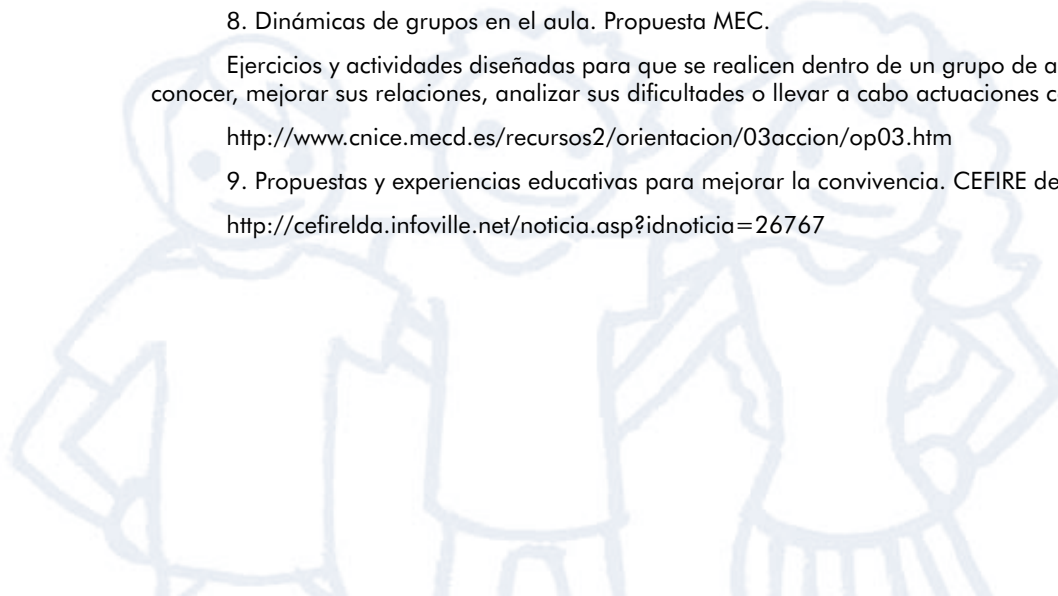 8. Dinámicas de grupos en el aula. Propuesta MEC.
Ejercicios y actividades diseñadas para que se realicen dentro de un grupo de a
conocer, mejorar sus relaciones, analizar sus dificultades o llevar a cabo actuaciones c
http://www.cnice.mecd.es/recursos2/orientacion/03accion/op03.htm
9. Propuestas y experiencias educativas para mejorar la convivencia. CEFIRE de
http://cefirelda.infoville.net/noticia.asp?idnoticia=26767